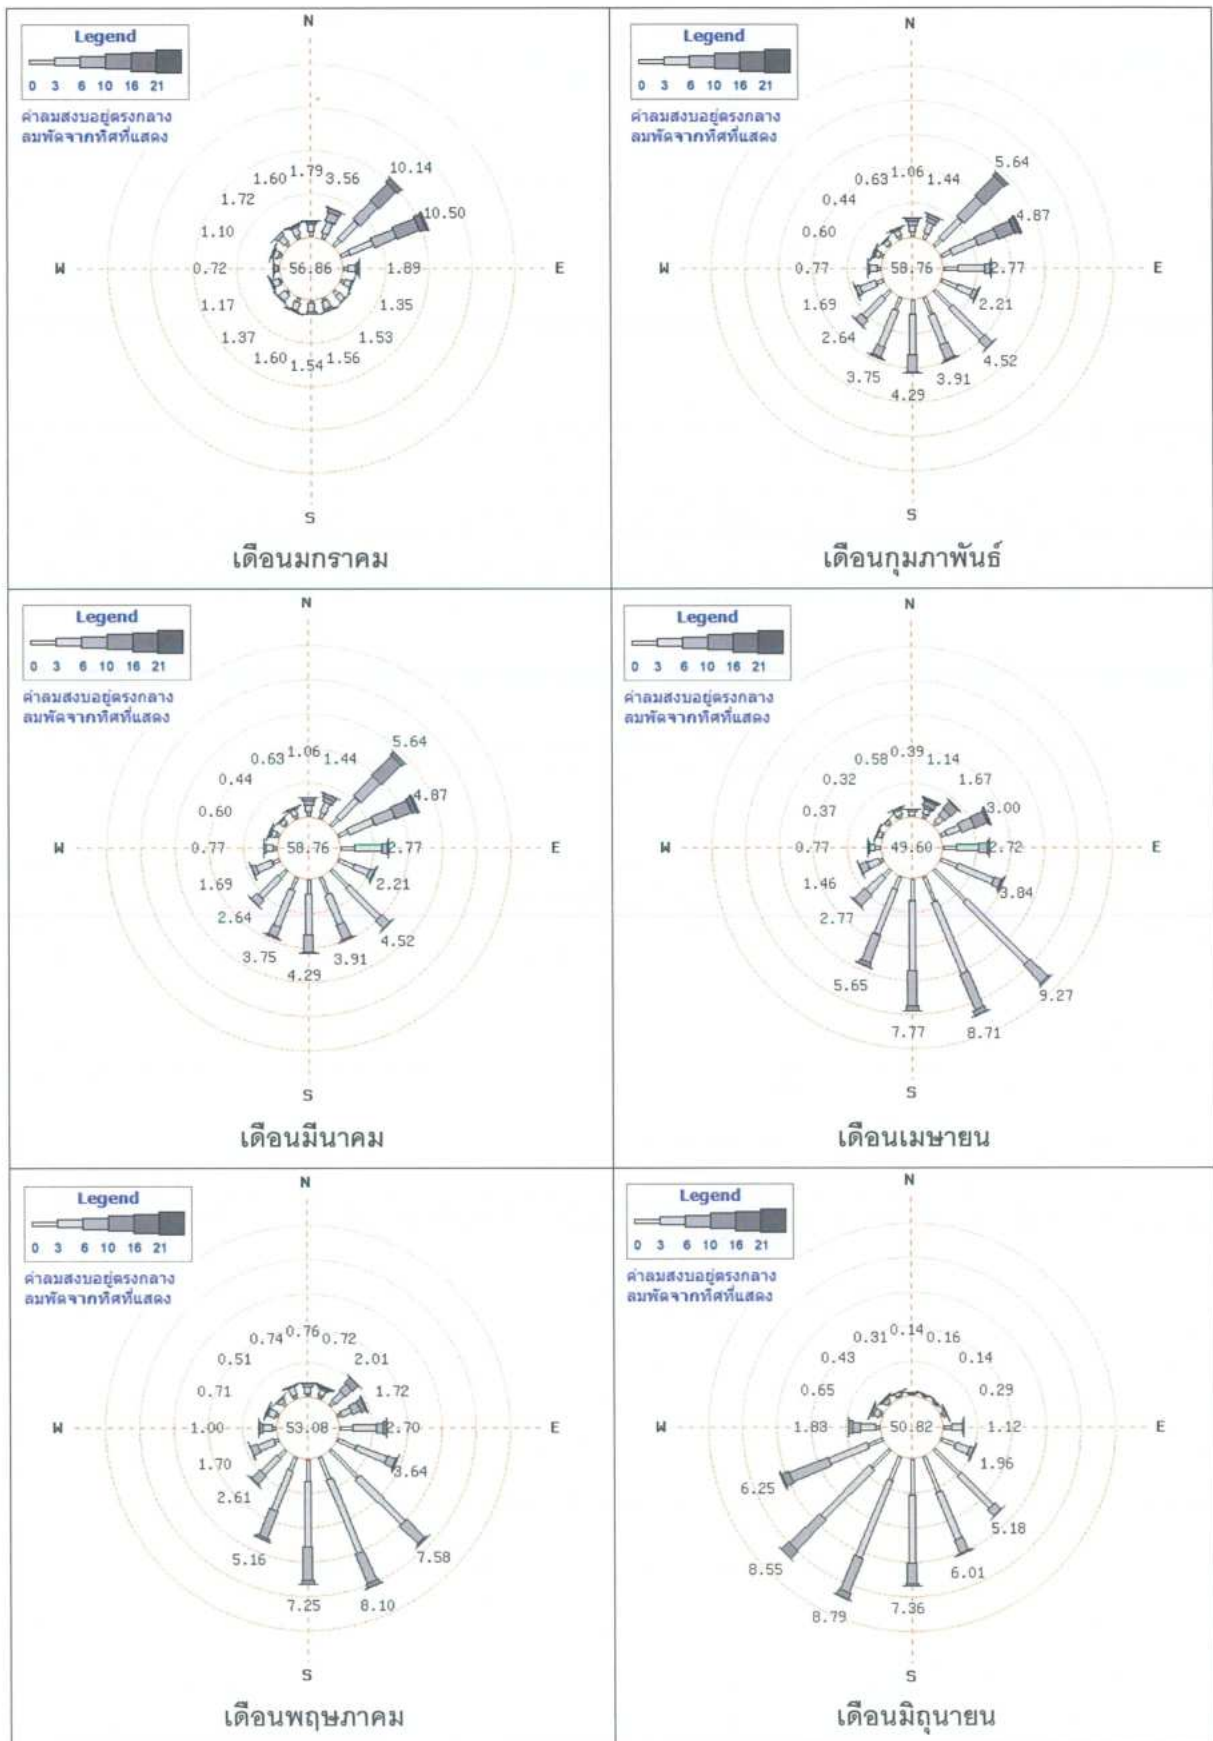 N
Legend
0 3 6 10 16 21
ค่าลมสงบอยู่ตรงกลาง
ลมพัดจากทิศที่แสดง
1.60 1.79 3.56 10.14
1.72 10.50
1.10
W 0.72 56.86 1.89 E
1.17 1.35
1.37 1.53
1.60 1.54 1.56
S
เดือนมกราคม
N
Legend
0 3 6 10 16 21
ค่าลมสงบอยู่ตรงกลาง
ลมพัดจากทิศที่แสดง
0.63 1.06 1.44 5.64
0.44 4.87
0.60
W 0.77 58.76 2.77 E
1.69 2.21
2.64 4.52
3.75 4.29 3.91
S
เดือนกุมภาพันธ์
N
Legend
0 3 6 10 16 21
ค่าลมสงบอยู่ตรงกลาง
ลมพัดจากทิศที่แสดง
0.63 1.06 1.44 5.64
0.44 4.87
0.60
W 0.77 58.76 2.77 E
1.69 2.21
2.64 4.52
3.75 4.29 3.91
S
เดือนมีนาคม
N
Legend
0 3 6 10 16 21
ค่าลมสงบอยู่ตรงกลาง
ลมพัดจากทิศที่แสดง
0.58 0.39 1.14
0.32 1.67
0.37 3.00
W 0.77 49.60 2.72 E
1.46 3.84
2.77
5.65 9.27
7.77 8.71
S
เดือนเมษายน
N
Legend
0 3 6 10 16 21
ค่าลมสงบอยู่ตรงกลาง
ลมพัดจากทิศที่แสดง
0.74 0.76 0.72
0.51 2.01
0.71 1.72
W 1.00 53.08 2.70 E
1.70 3.64
2.61
5.16 7.58
7.25 8.10
S
เดือนพฤษภาคม
N
Legend
0 3 6 10 16 21
ค่าลมสงบอยู่ตรงกลาง
ลมพัดจากทิศที่แสดง
0.31 0.14 0.16
0.43 0.14
0.65 0.29
W 1.83 50.82 1.12 E
6.25 1.96
8.55 5.18
8.79 7.36 6.01
S
เดือนมิถุนายน